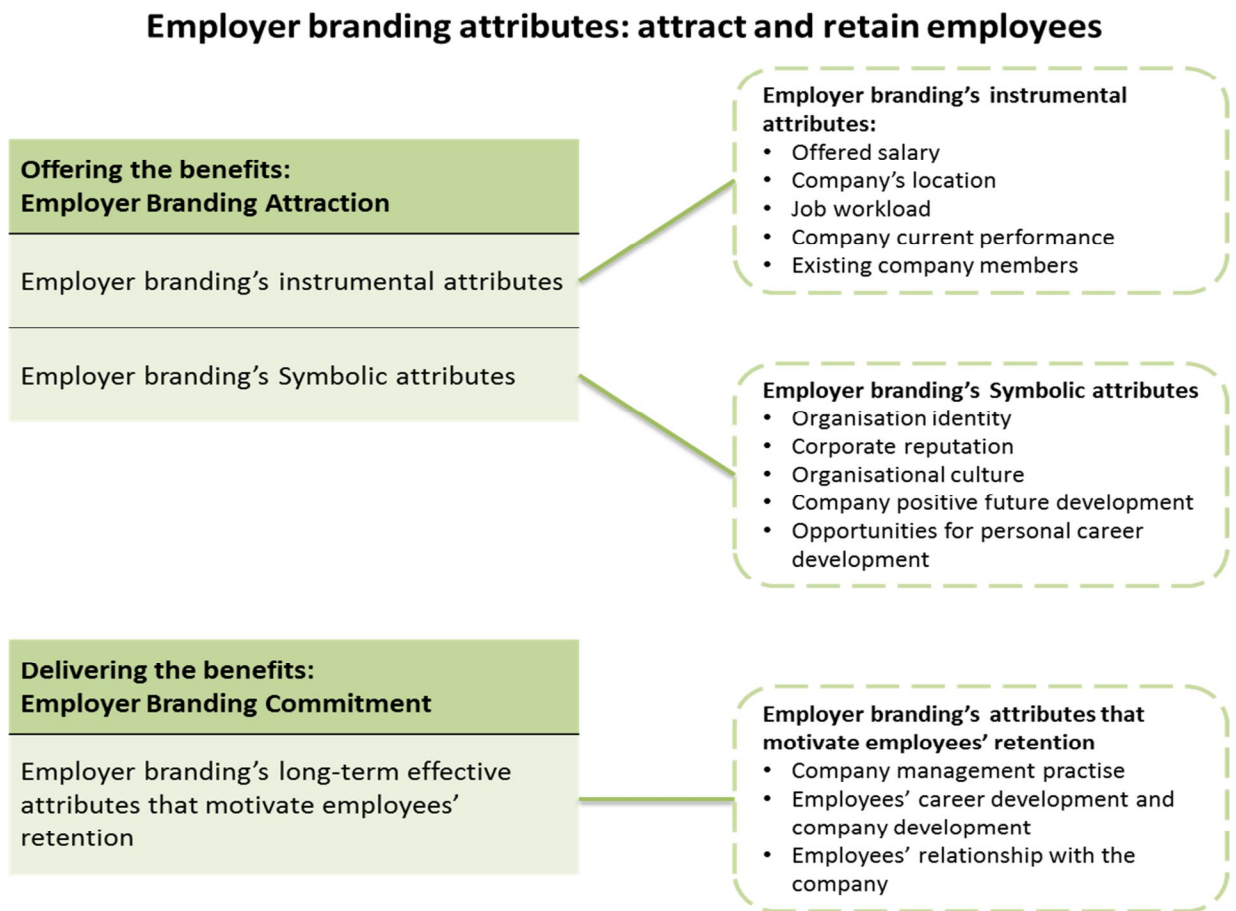 Employer branding attributes: attract and retain employees
Offering the benefits:
Employer Branding Attraction
Employer branding's instrumental attributes
Employer branding's Symbolic attributes
Employer branding's instrumental
attributes:
• Offered salary
• Company's location
• Job workload
• Company current performance
• Existing company members
Employer branding's Symbolic attributes
• Organisation identity
• Corporate reputation
• Organisational culture
• Company positive future development
• Opportunities for personal career
development
Delivering the benefits:
Employer Branding Commitment
Employer branding's long-term effective
attributes that motivate employees'
retention
Employer branding's attributes that
motivate employees' retention
• Company management practise
• Employees' career development and
company development
• Employees' relationship with the
company